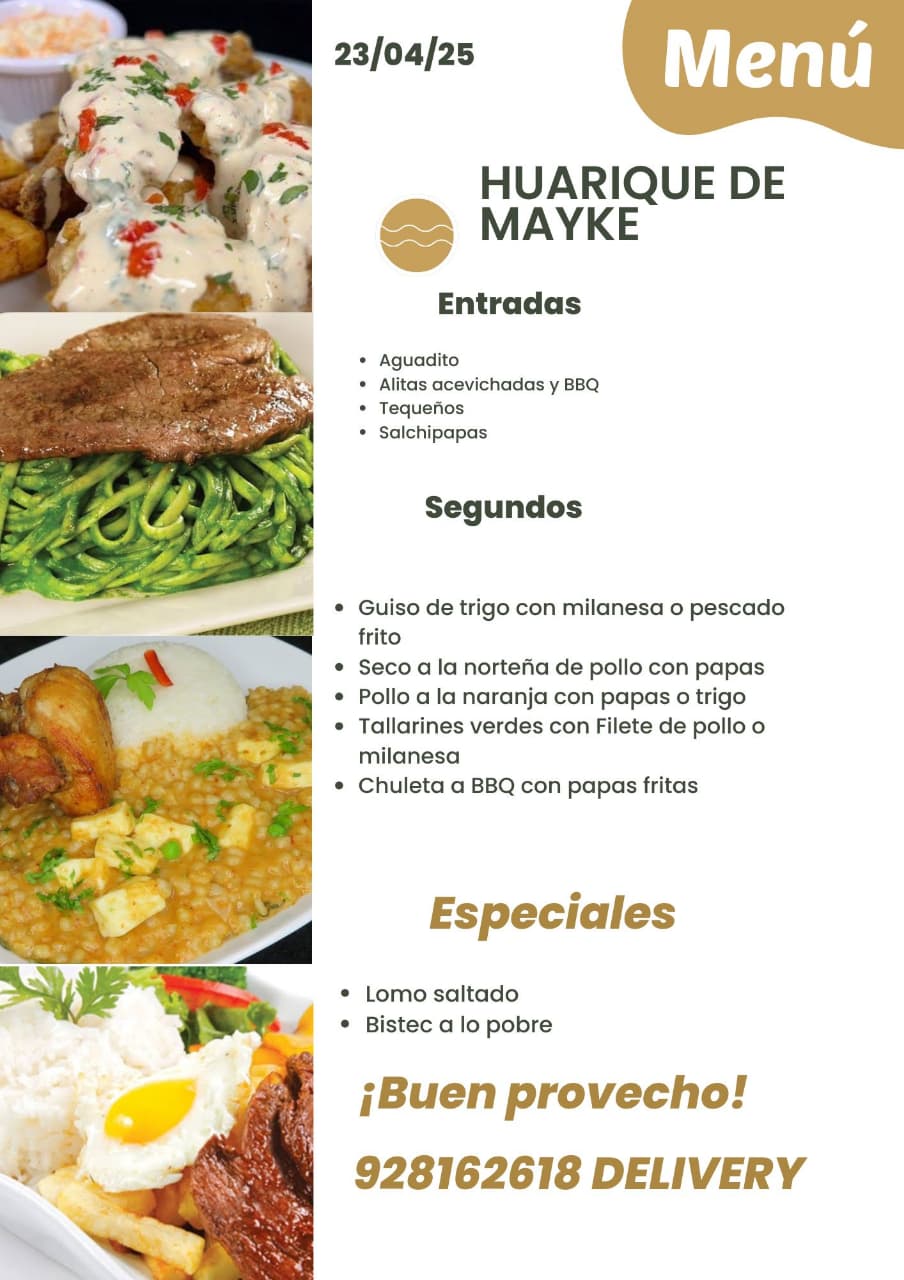 23/04/25
Menú
HUARIQUE DE
MAYKE
Entradas
• Aguadito
• Alitas acevichadas y BBQ
• Tequeños
• Salchipapas
Segundos
• Guiso de trigo con milanesa o pescado
frito
• Seco a la norteña de pollo con papas
• Pollo a la naranja con papas o trigo
• Tallarines verdes con Filete de pollo o
milanesa
• Chuleta a BBQ con papas fritas
Especiales
• Lomo saltado
• Bistec a lo pobre
¡Buen provecho!
928162618 DELIVERY